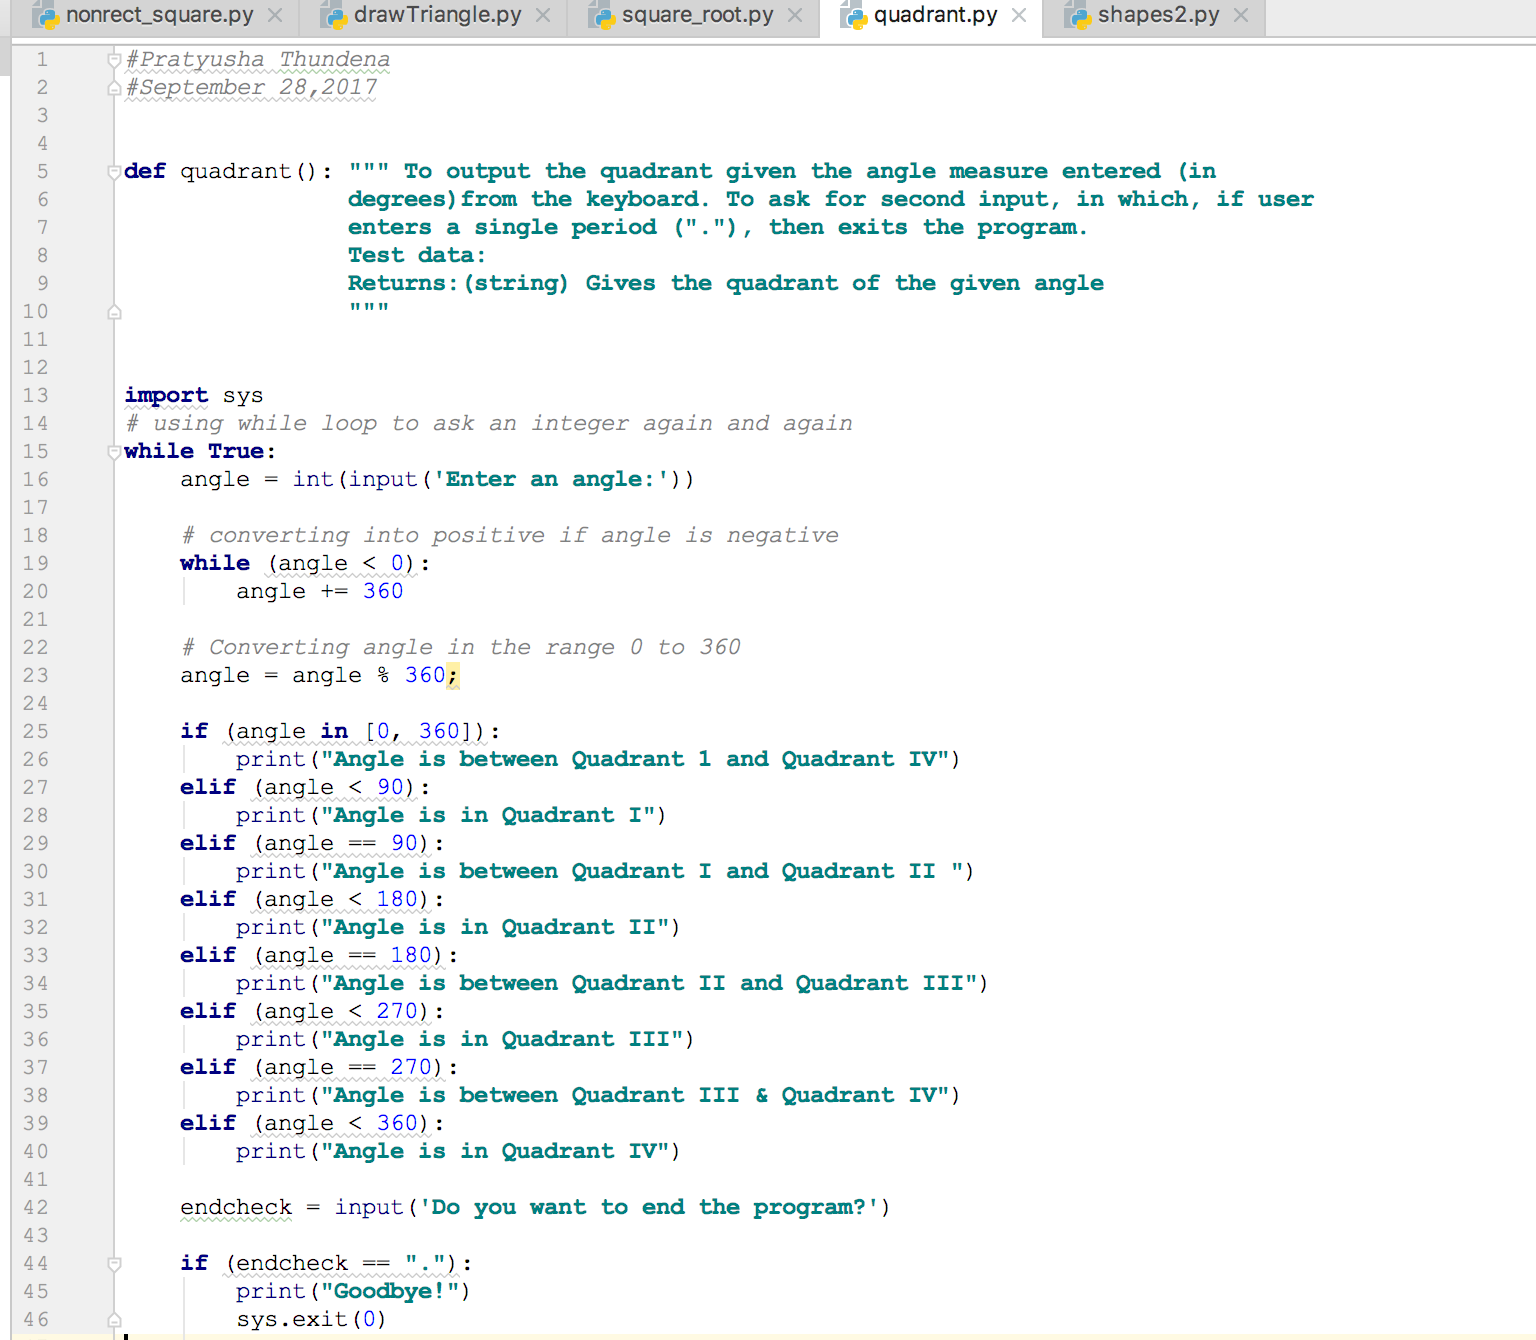 nonrect_square.py drawTriangle.py square_root.py quadrant.py shapes2.py
1 #Pratyusha Thundena
2 #September 28,2017
3
4
5 def quadrant(): """ To output the quadrant given the angle measure entered (in
6 degrees)from the keyboard. To ask for second input, in which, if user
7 enters a single period ("."), then exits the program.
8 Test data:
9 Returns:(string) Gives the quadrant of the given angle
10 """
11
12
13 import sys
14 # using while loop to ask an integer again and again
15 while True:
16     angle = int(input('Enter an angle:'))
17
18     # converting into positive if angle is negative
19     while (angle < 0):
20         angle += 360
21
22     # Converting angle in the range 0 to 360
23     angle = angle % 360;
24
25     if (angle in [0, 360]):
26         print("Angle is between Quadrant 1 and Quadrant IV")
27     elif (angle < 90):
28         print("Angle is in Quadrant I")
29     elif (angle == 90):
30         print("Angle is between Quadrant I and Quadrant II ")
31     elif (angle < 180):
32         print("Angle is in Quadrant II")
33     elif (angle == 180):
34         print("Angle is between Quadrant II and Quadrant III")
35     elif (angle < 270):
36         print("Angle is in Quadrant III")
37     elif (angle == 270):
38         print("Angle is between Quadrant III & Quadrant IV")
39     elif (angle < 360):
40         print("Angle is in Quadrant IV")
41
42     endcheck = input('Do you want to end the program?')
43
44     if (endcheck == "."):
45         print("Goodbye!")
46         sys.exit(0)